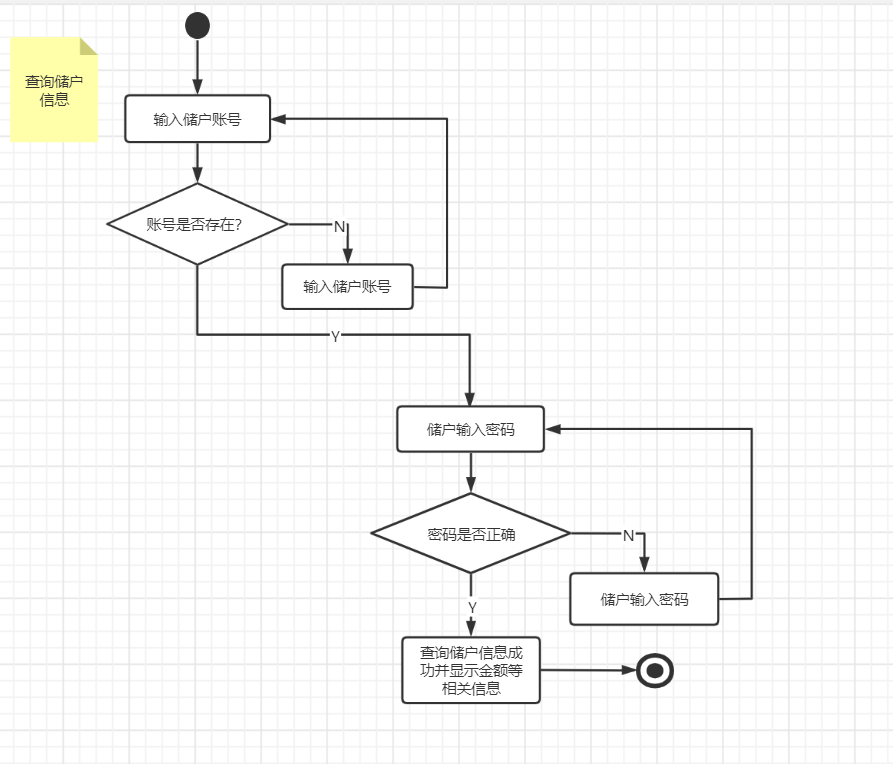 查询储户
信息
输入储户账号
账号是否存在?
N
输入储户账号
Y
储户输入密码
密码是否正确
N
储户输入密码
Y
查询储户信息成
功并显示金额等
相关信息